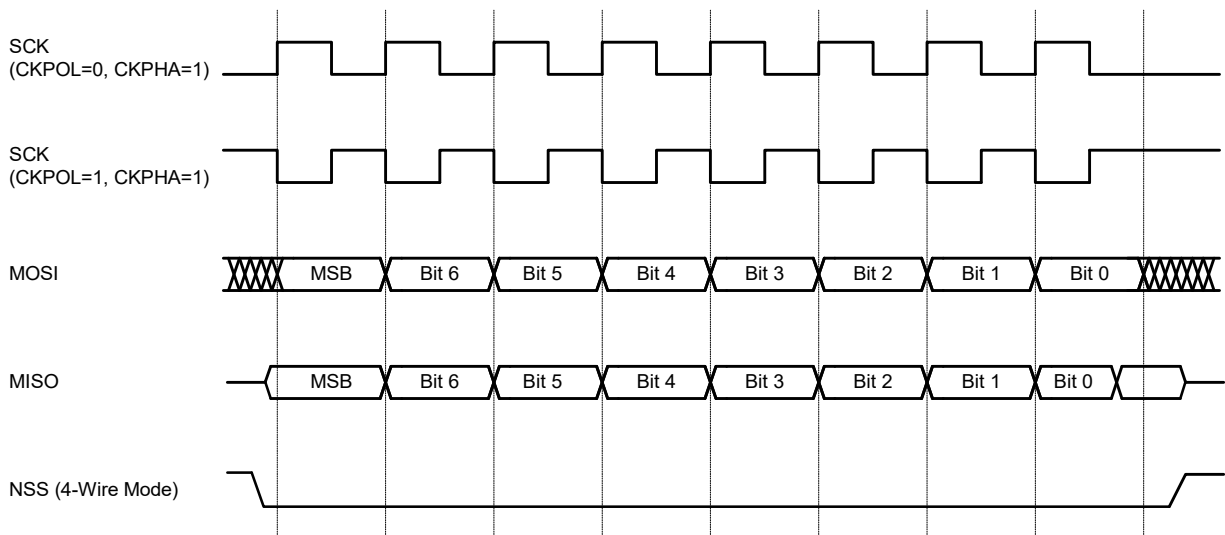 SCK
(CKPOL=0, CKPHA=1)
SCK
(CKPOL=1, CKPHA=1)
MOSI MSB Bit 6 Bit 5 Bit 4 Bit 3 Bit 2 Bit 1 Bit 0
MISO MSB Bit 6 Bit 5 Bit 4 Bit 3 Bit 2 Bit 1 Bit 0
NSS (4-Wire Mode)